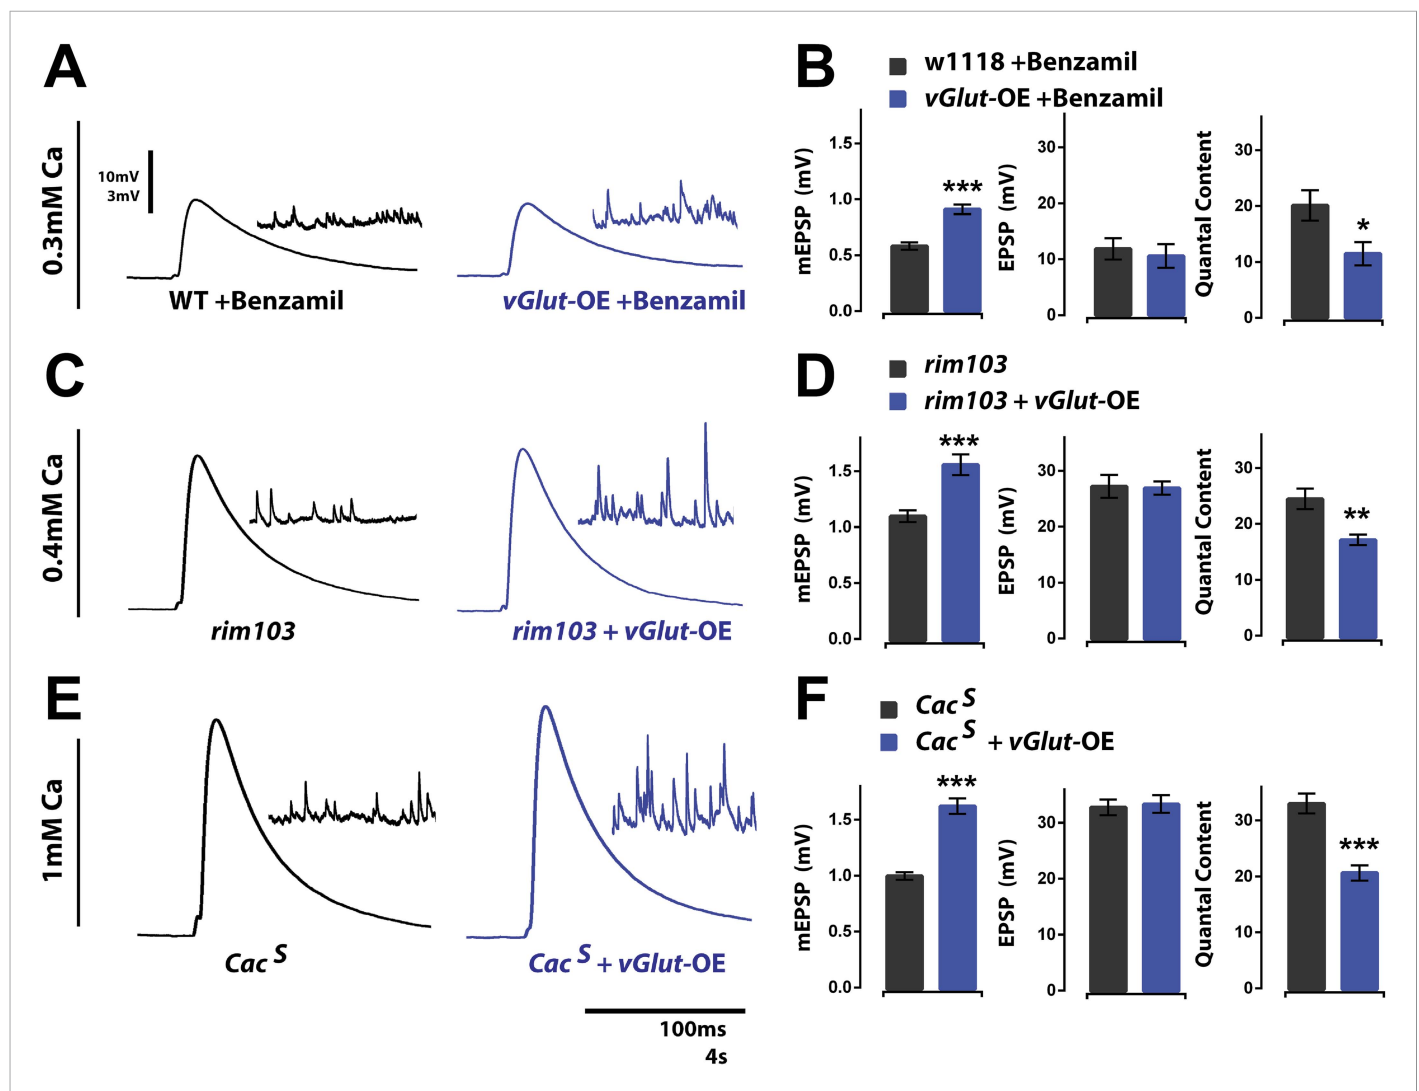 A
0.3mM Ca
10mV
3mV
WT +Benzamil
vGlut-OE +Benzamil
B
w1118 +Benzamil
vGlut-OE +Benzamil
mEPSP (mV)
1.5
1.0
0.5
0.0
***
EPSP (mV)
30
20
10
0
Quantal Content
30
20
10
0
*
C
0.4mM Ca
rim103
rim103 + vGlut-OE
D
rim103
rim103 + vGlut-OE
mEPSP (mV)
1.5
1.0
0.5
0.0
***
EPSP (mV)
30
20
10
0
Quantal Content
30
20
10
0
**
E
1mM Ca
Cac S
Cac S + vGlut-OE
100ms
4s
F
Cac S
Cac S + vGlut-OE
mEPSP (mV)
1.5
1.0
0.5
0.0
***
EPSP (mV)
30
20
10
0
Quantal Content
30
20
10
0
***